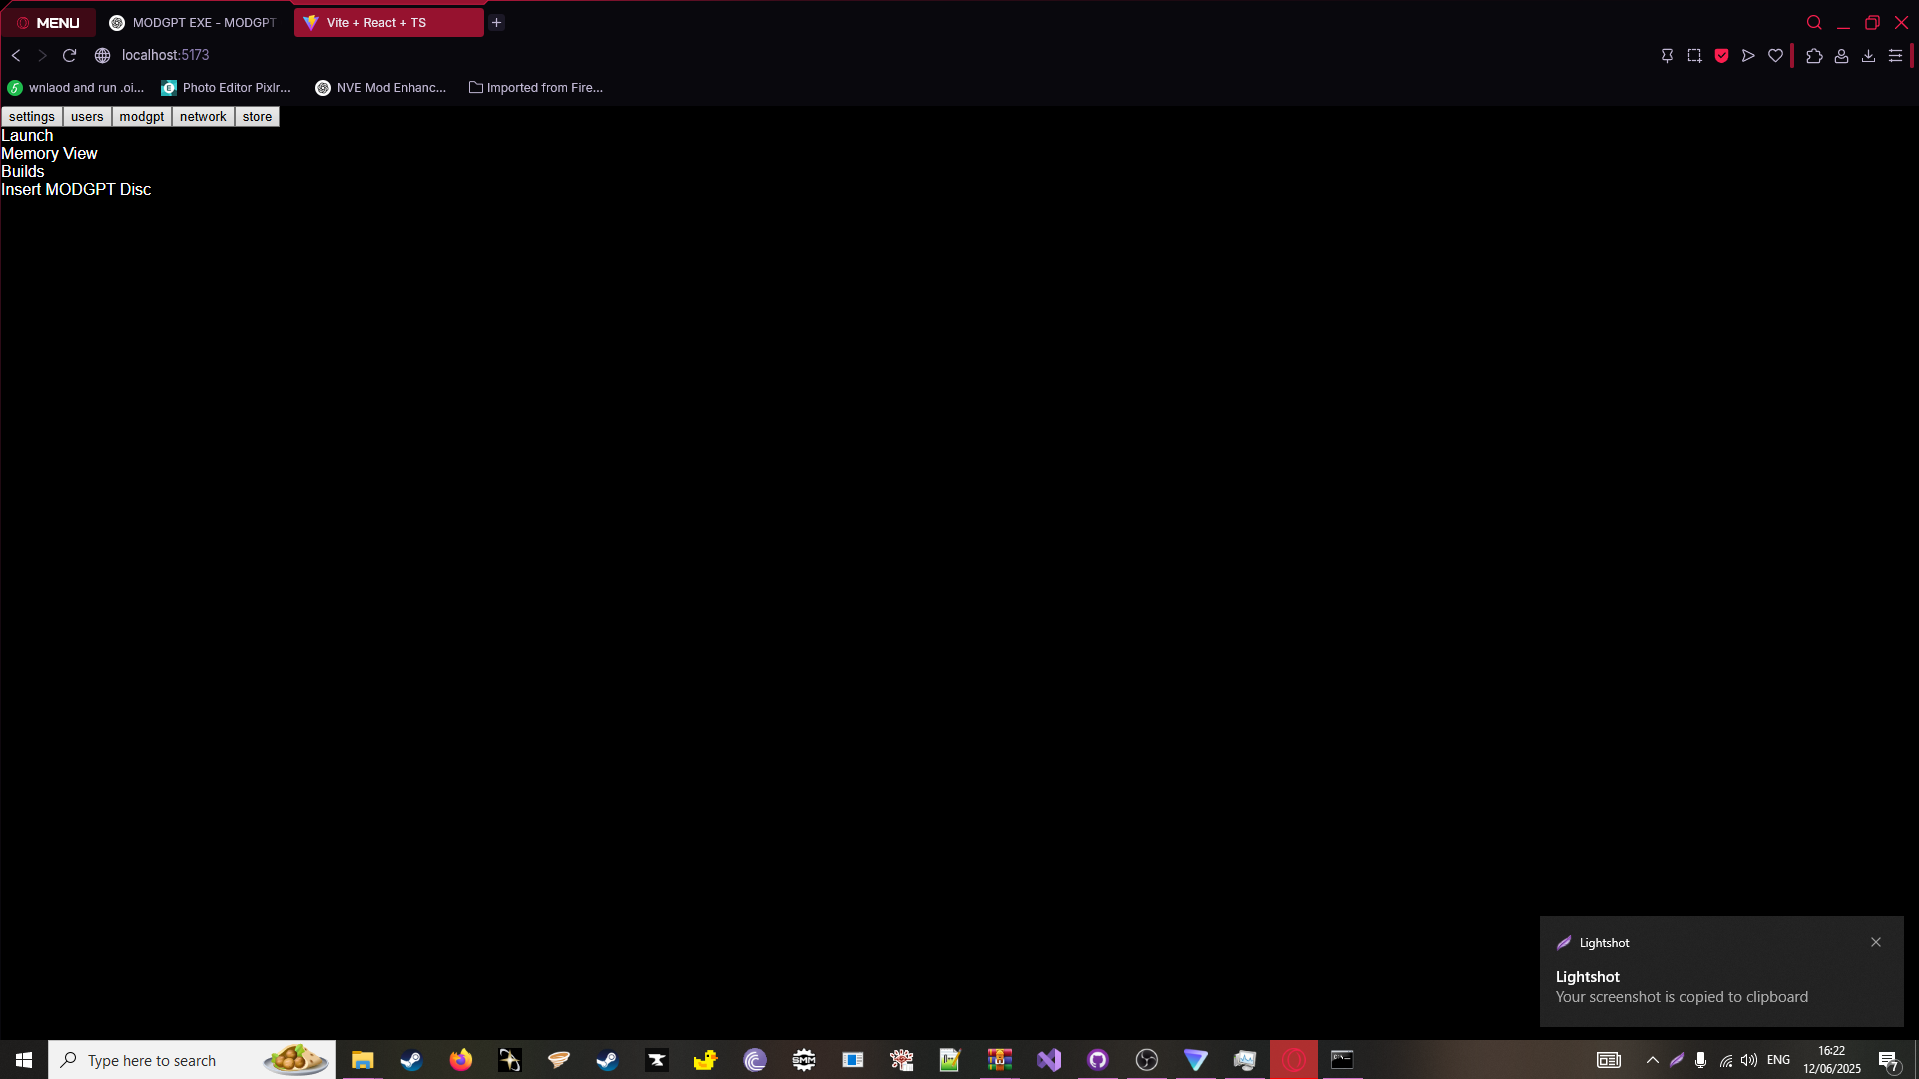 MENU
MODGPT EXE - MODGPT
Vite + React + TS
localhost:5173
wnlaod and run .oi...
Photo Editor Pixlr...
NVE Mod Enhanc...
Imported from Fire...
settings
users
modgpt
network
store
Launch
Memory View
Builds
Insert MODGPT Disc
Lightshot
Lightshot
Your screenshot is copied to clipboard
Type here to search
SMM
ENG
16:22
12/06/2025
7